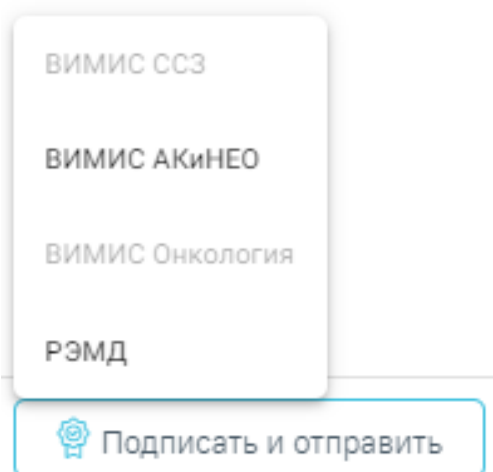 ВИМИС ССЗ
ВИМИС АКиНЕО
ВИМИС Онкология
РЭМД
Подписать и отправить